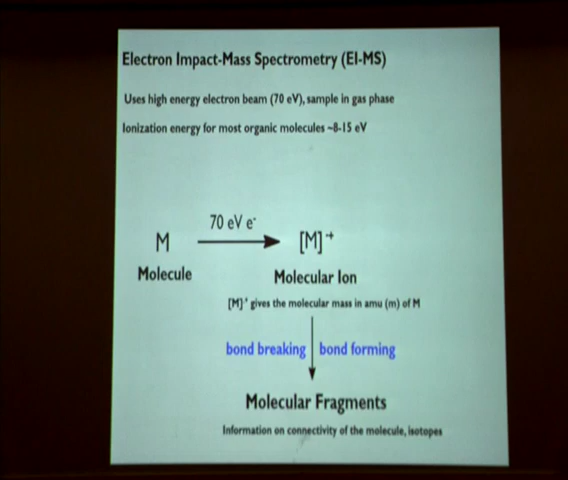 Electron Impact-Mass Spectrometry (EI-MS)
Uses high energy electron beam (70 eV), sample in gas phase
Ionization energy for most organic molecules ~8-15 eV
70 eV e⁻
M [M]⁺
Molecule Molecular Ion
[M]⁺ gives the molecular mass in amu (m) of M
bond breaking bond forming
Molecular Fragments
Information on connectivity of the molecule, isotopes